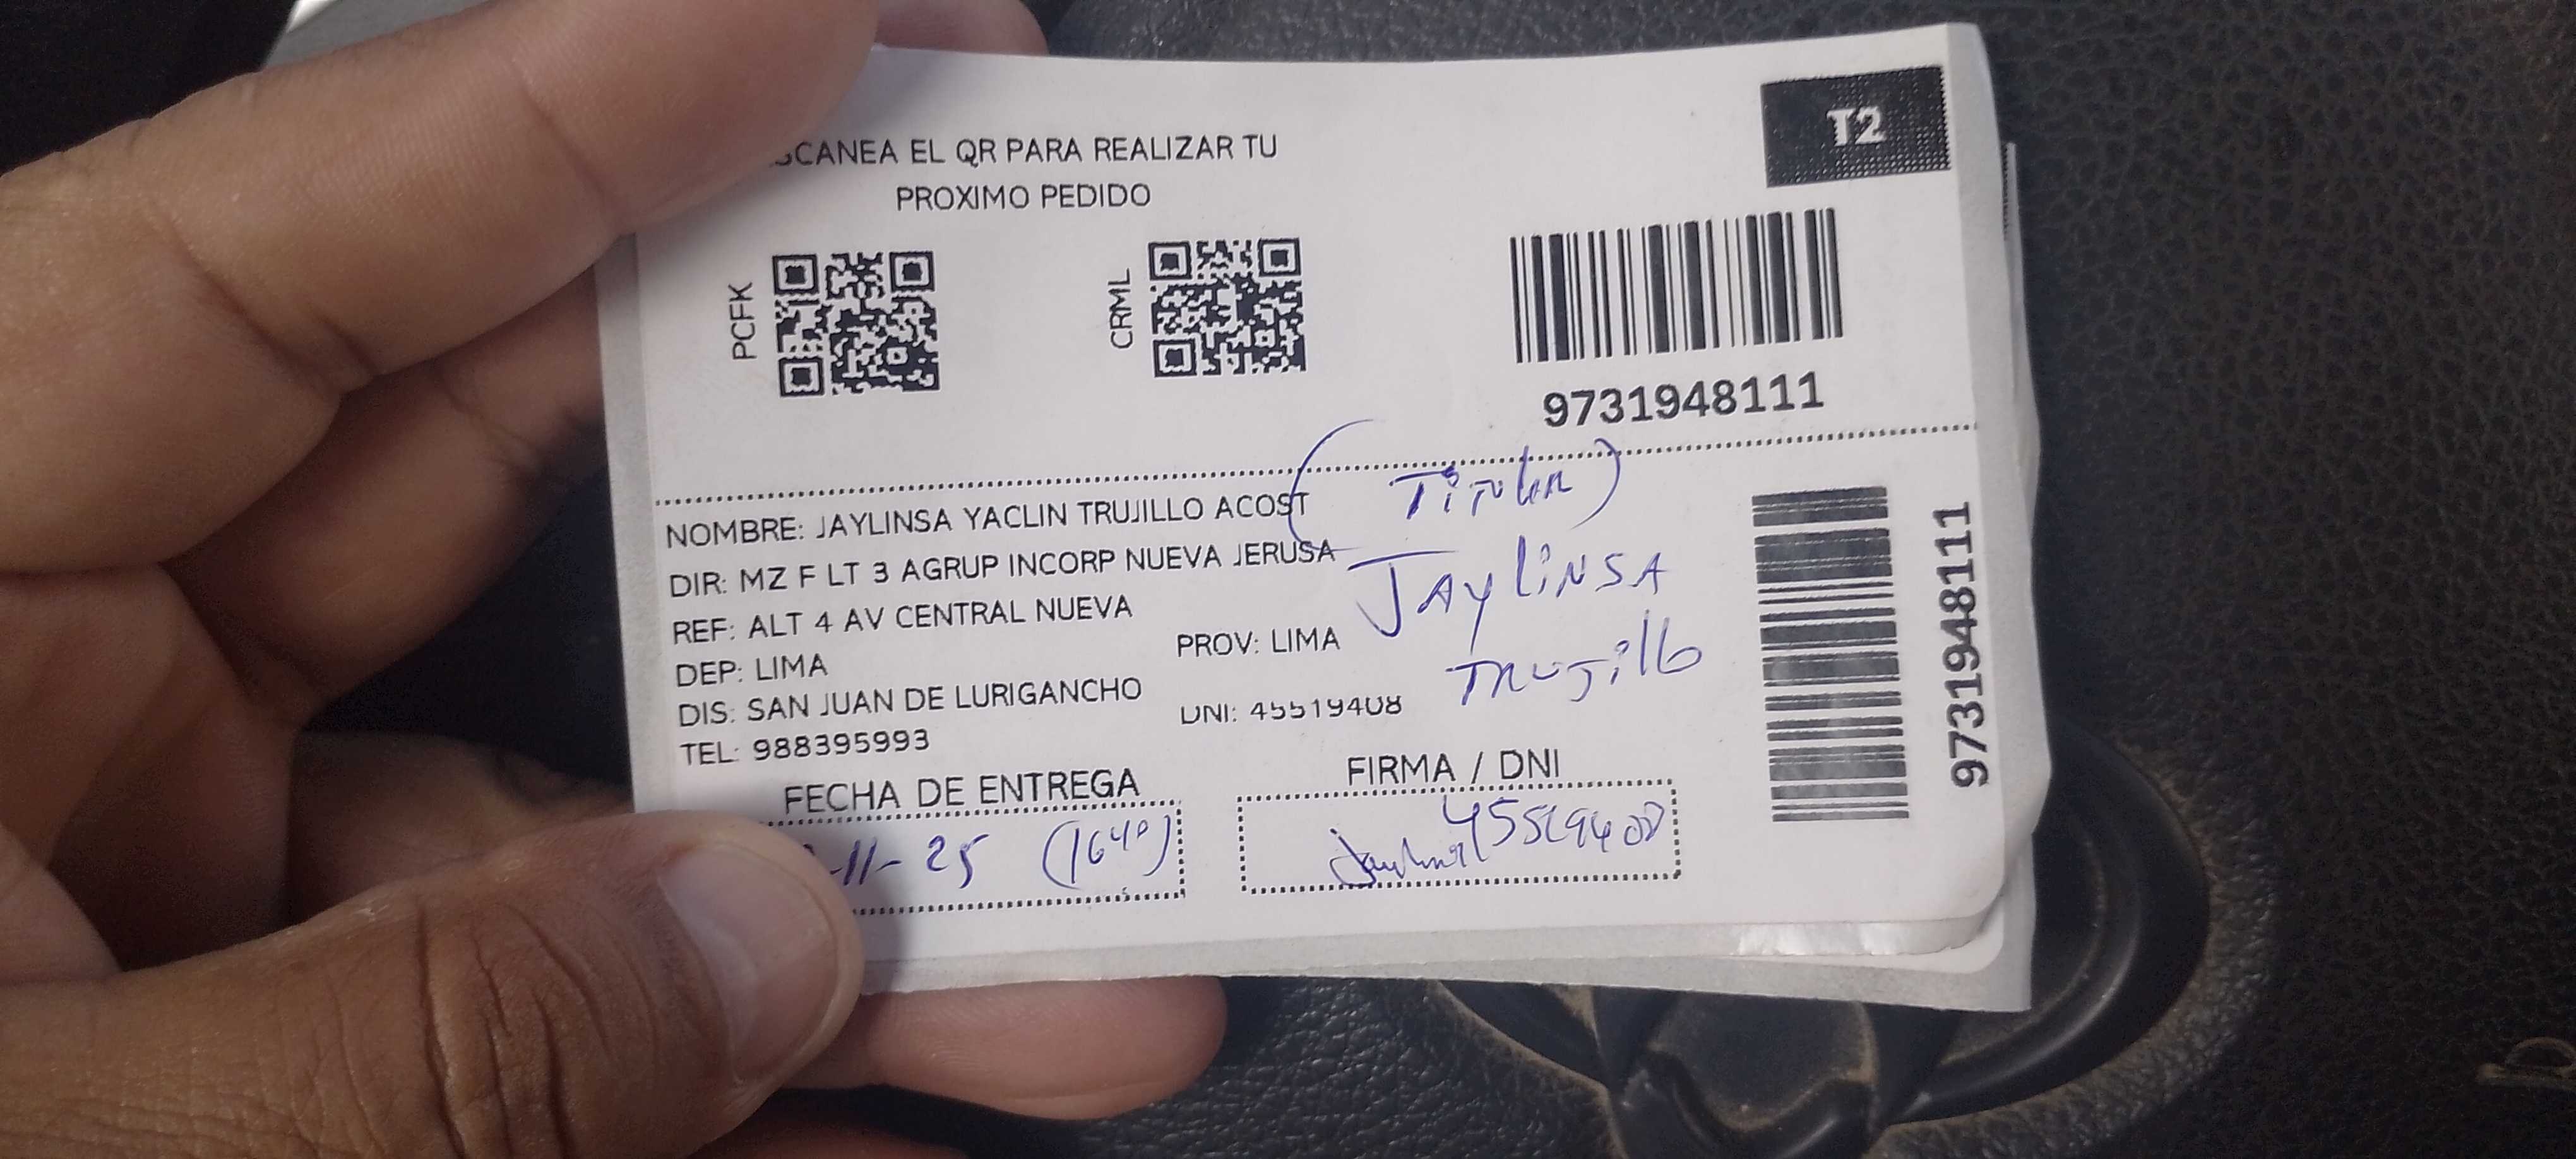 T2
SCANEA EL QR PARA REALIZAR TU
PROXIMO PEDIDO
PCFK
CRML
9731948111
(Titular)
NOMBRE: JAYLINSA YACLIN TRUJILLO ACOST
DIR: MZ F LT 3 AGRUP INCORP NUEVA JERUSA
JAYLINSA
REF: ALT 4 AV CENTRAL NUEVA
DEP: LIMA PROV: LIMA
TRUJillo
DIS: SAN JUAN DE LURIGANCHO DNI: 45519408
TEL: 988395993
9731948111
FECHA DE ENTREGA
-11-25 (1640)
FIRMA / DNI